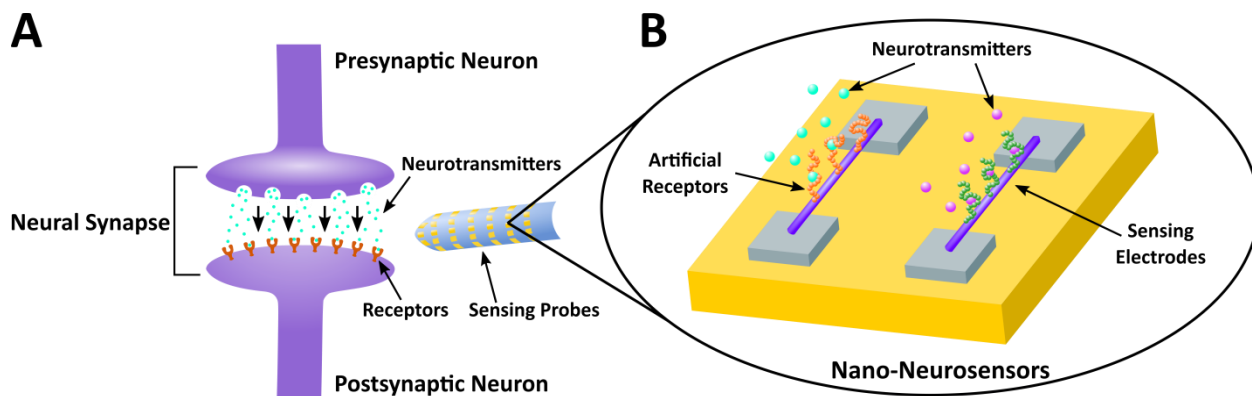 A
Presynaptic Neuron
Neurotransmitters
Neural Synapse
Receptors
Sensing Probes
Postsynaptic Neuron
B
Neurotransmitters
Artificial
Receptors
Sensing
Electrodes
Nano-Neurosensors